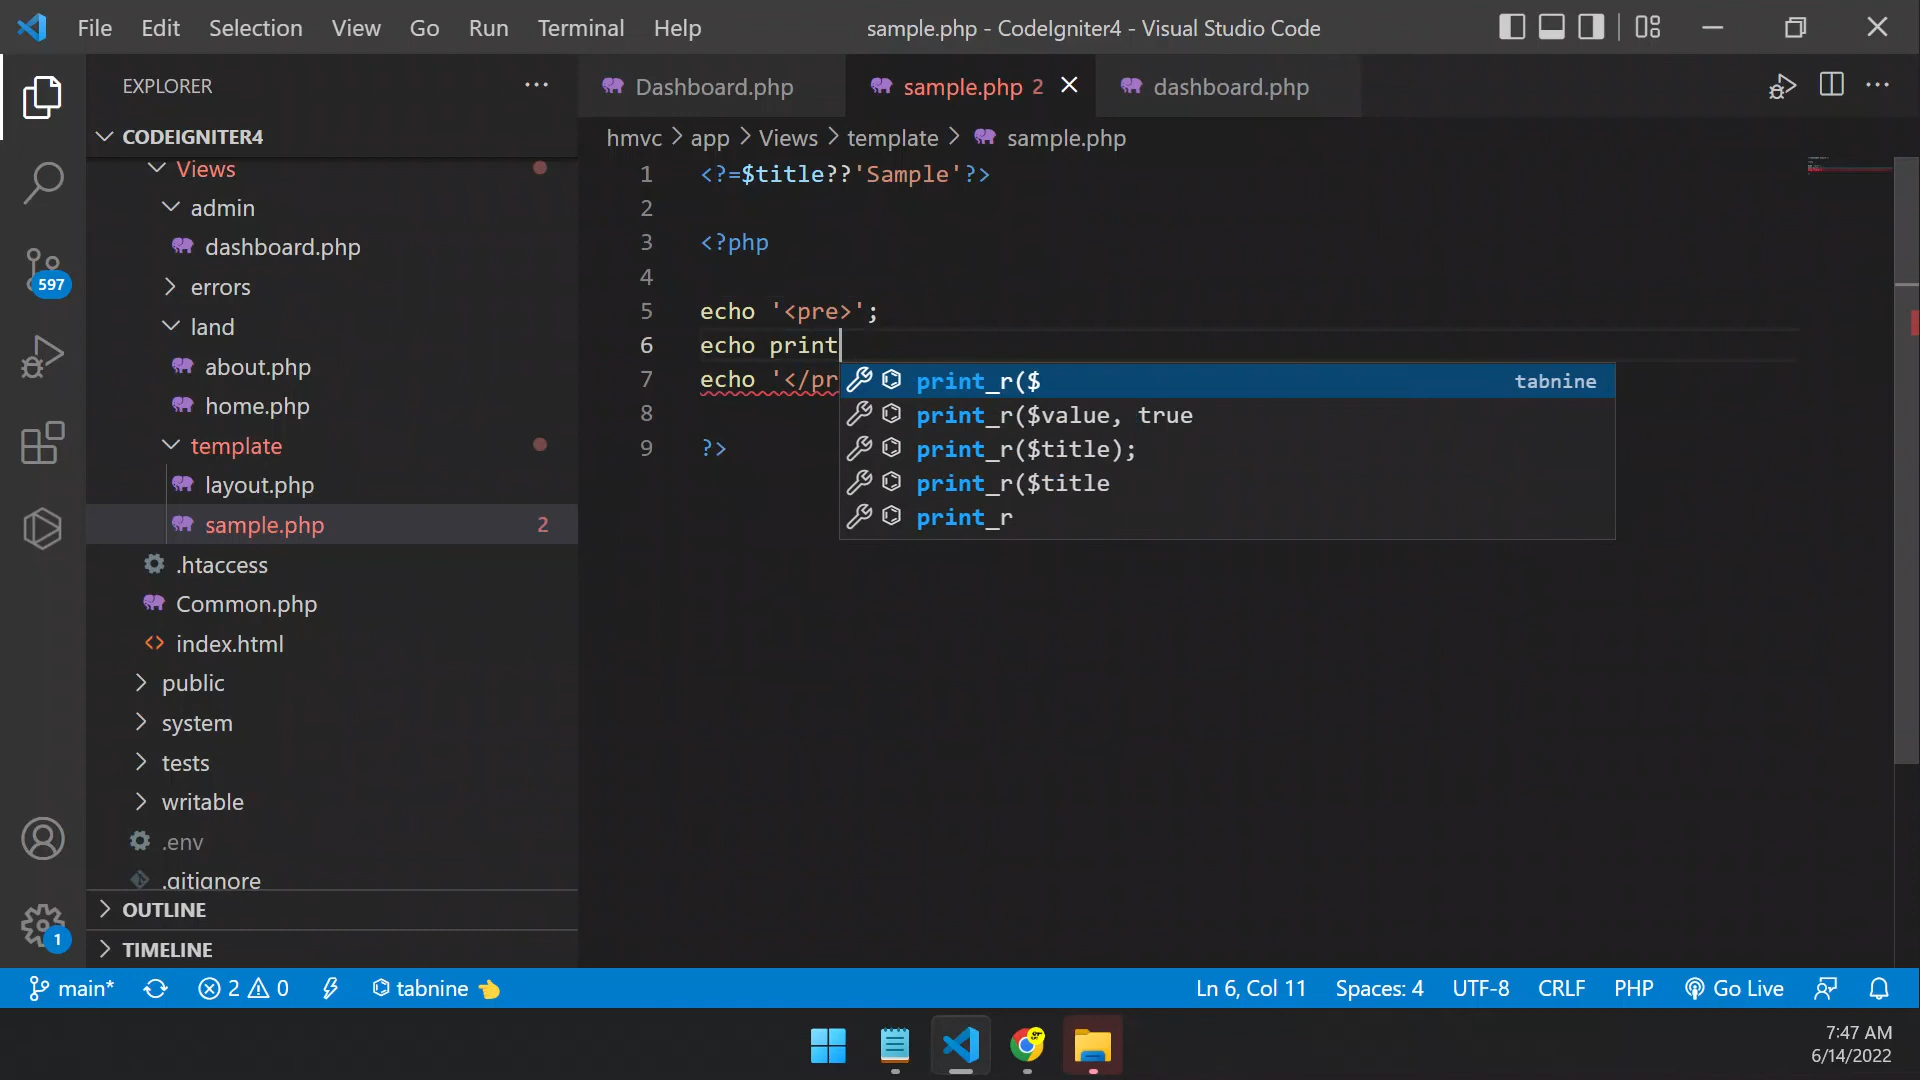 File Edit Selection View Go Run Terminal Help
sample.php - CodeIgniter4 - Visual Studio Code
EXPLORER
Dashboard.php
sample.php 2
dashboard.php
CODEIGNITER4
hmvc > app > Views > template > sample.php
Views
admin
dashboard.php
errors
land
about.php
home.php
template
layout.php
sample.php 2
.htaccess
Common.php
index.html
public
system
tests
writable
.env
.gitignore
OUTLINE
TIMELINE
597
1
1 <?=$title??'Sample'?>
2
3 <?php
4
5 echo '<pre>';
6 echo print
7 echo '</pr
8
9 ?>
print_r($ tabnine
print_r($value, true
print_r($title);
print_r($title
print_r
main* 2 0 tabnine Ln 6, Col 11 Spaces: 4 UTF-8 CRLF PHP Go Live
7:47 AM
6/14/2022